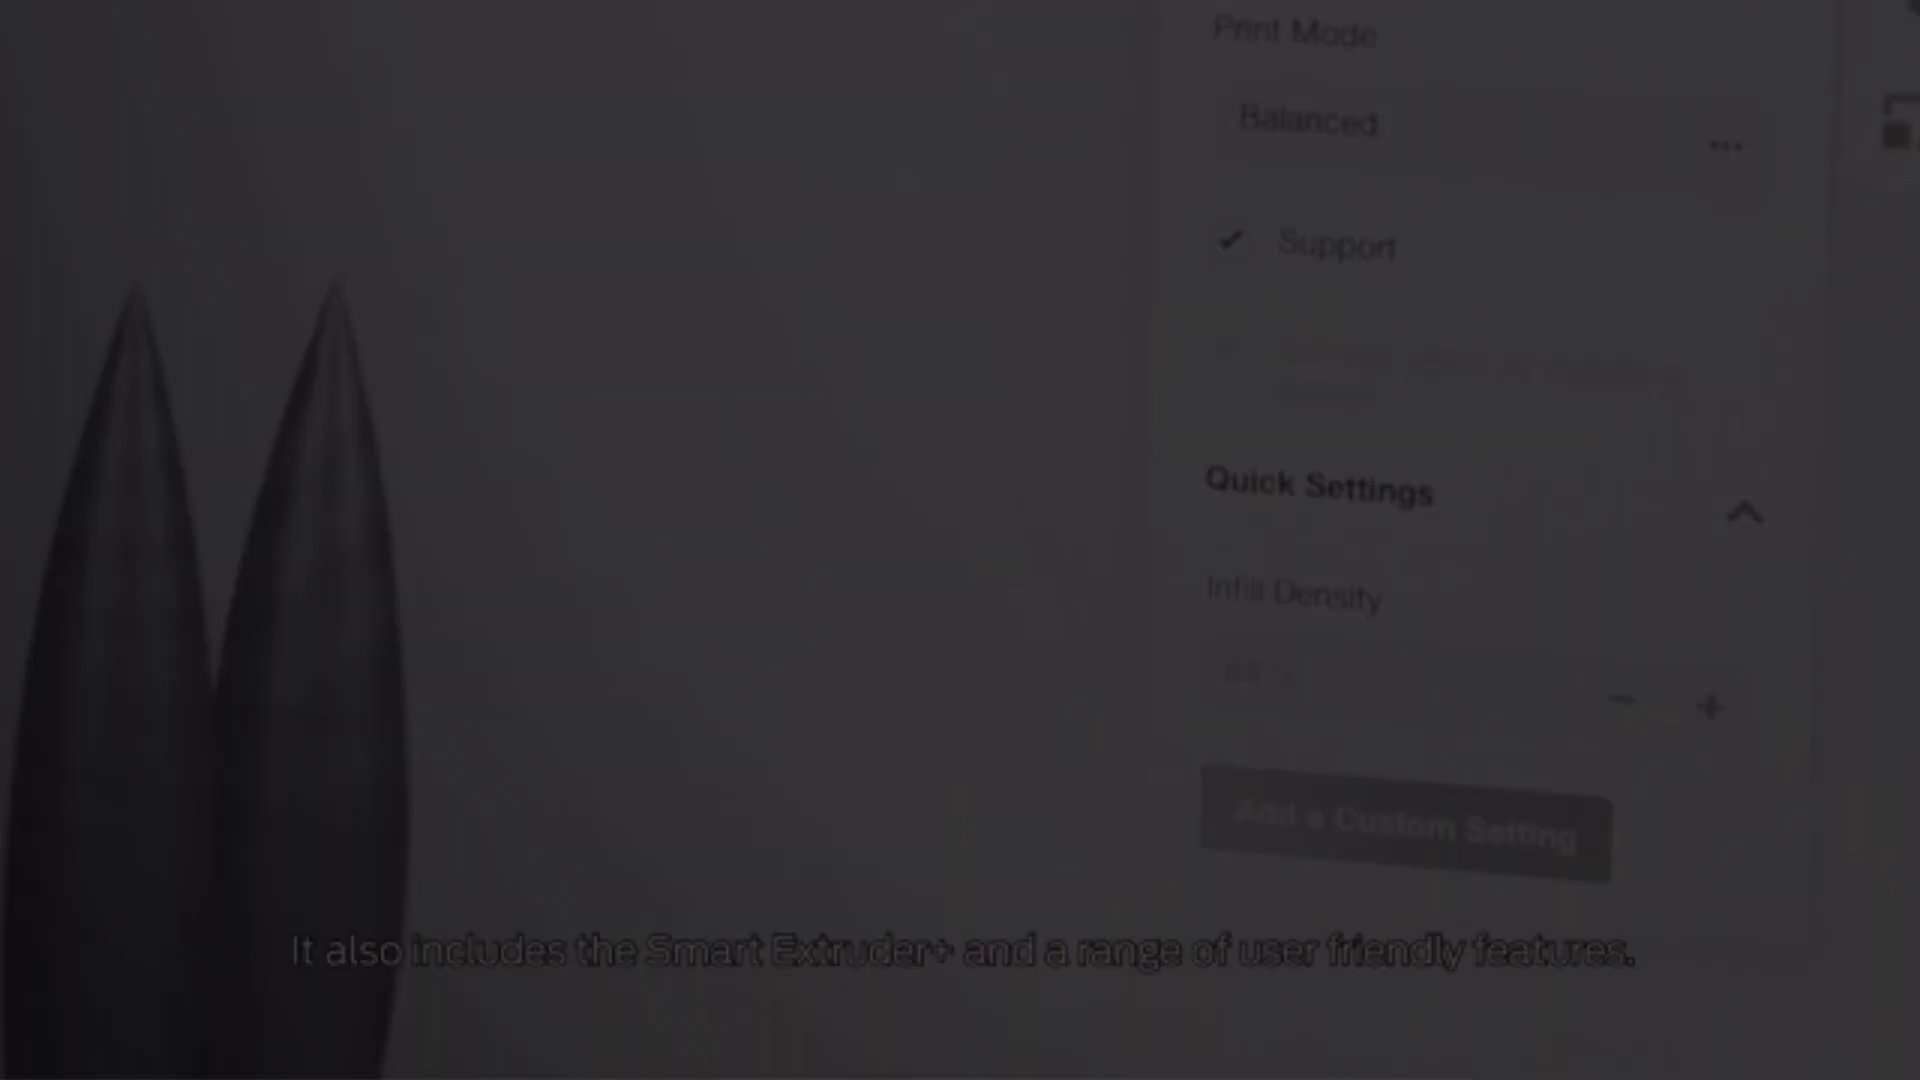 Print Mode
Balanced
...
Support
Quick Settings
Infill Density
− +
Add a Custom Setting
It also includes the Smart Extruder+ and a range of user friendly features.